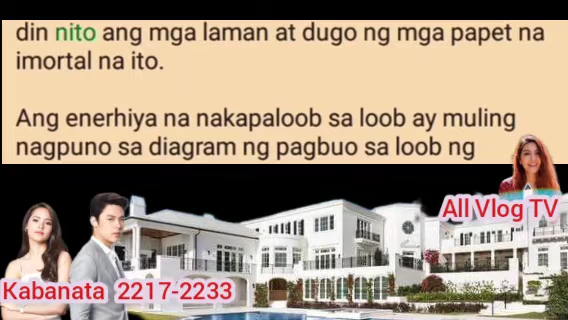 din nito ang mga laman at dugo ng mga papet na
imortal na ito.
Ang enerhiya na nakapaloob sa loob ay muling
nagpuno sa diagram ng pagbuo sa loob ng
All Vlog TV
Kabanata 2217-2233